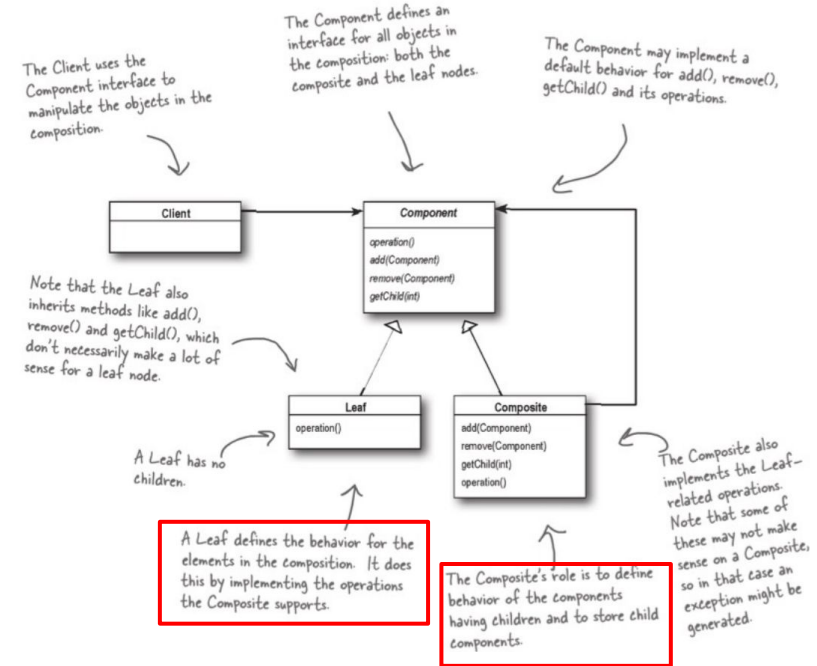 The Component defines an
interface for all objects in
the composition: both the
composite and the leaf nodes.
The Client uses the
Component interface to
manipulate the objects in the
composition.
The Component may implement a
default behavior for add(), remove(),
getChild() and its operations.
Client
Component
operation()
add(Component)
remove(Component)
getChild(int)
Note that the Leaf also
inherits methods like add(),
remove() and getChild(), which
don't necessarily make a lot of
sense for a leaf node.
Leaf
operation()
Composite
add(Component)
remove(Component)
getChild(int)
operation()
A Leaf has no
children.
The Composite also
implements the Leaf-
related operations.
Note that some of
these may not make
sense on a Composite,
so in that case an
exception might be
generated.
A Leaf defines the behavior for the
elements in the composition. It does
this by implementing the operations
the Composite supports.
The Composite's role is to define
behavior of the components
having children and to store child
components.